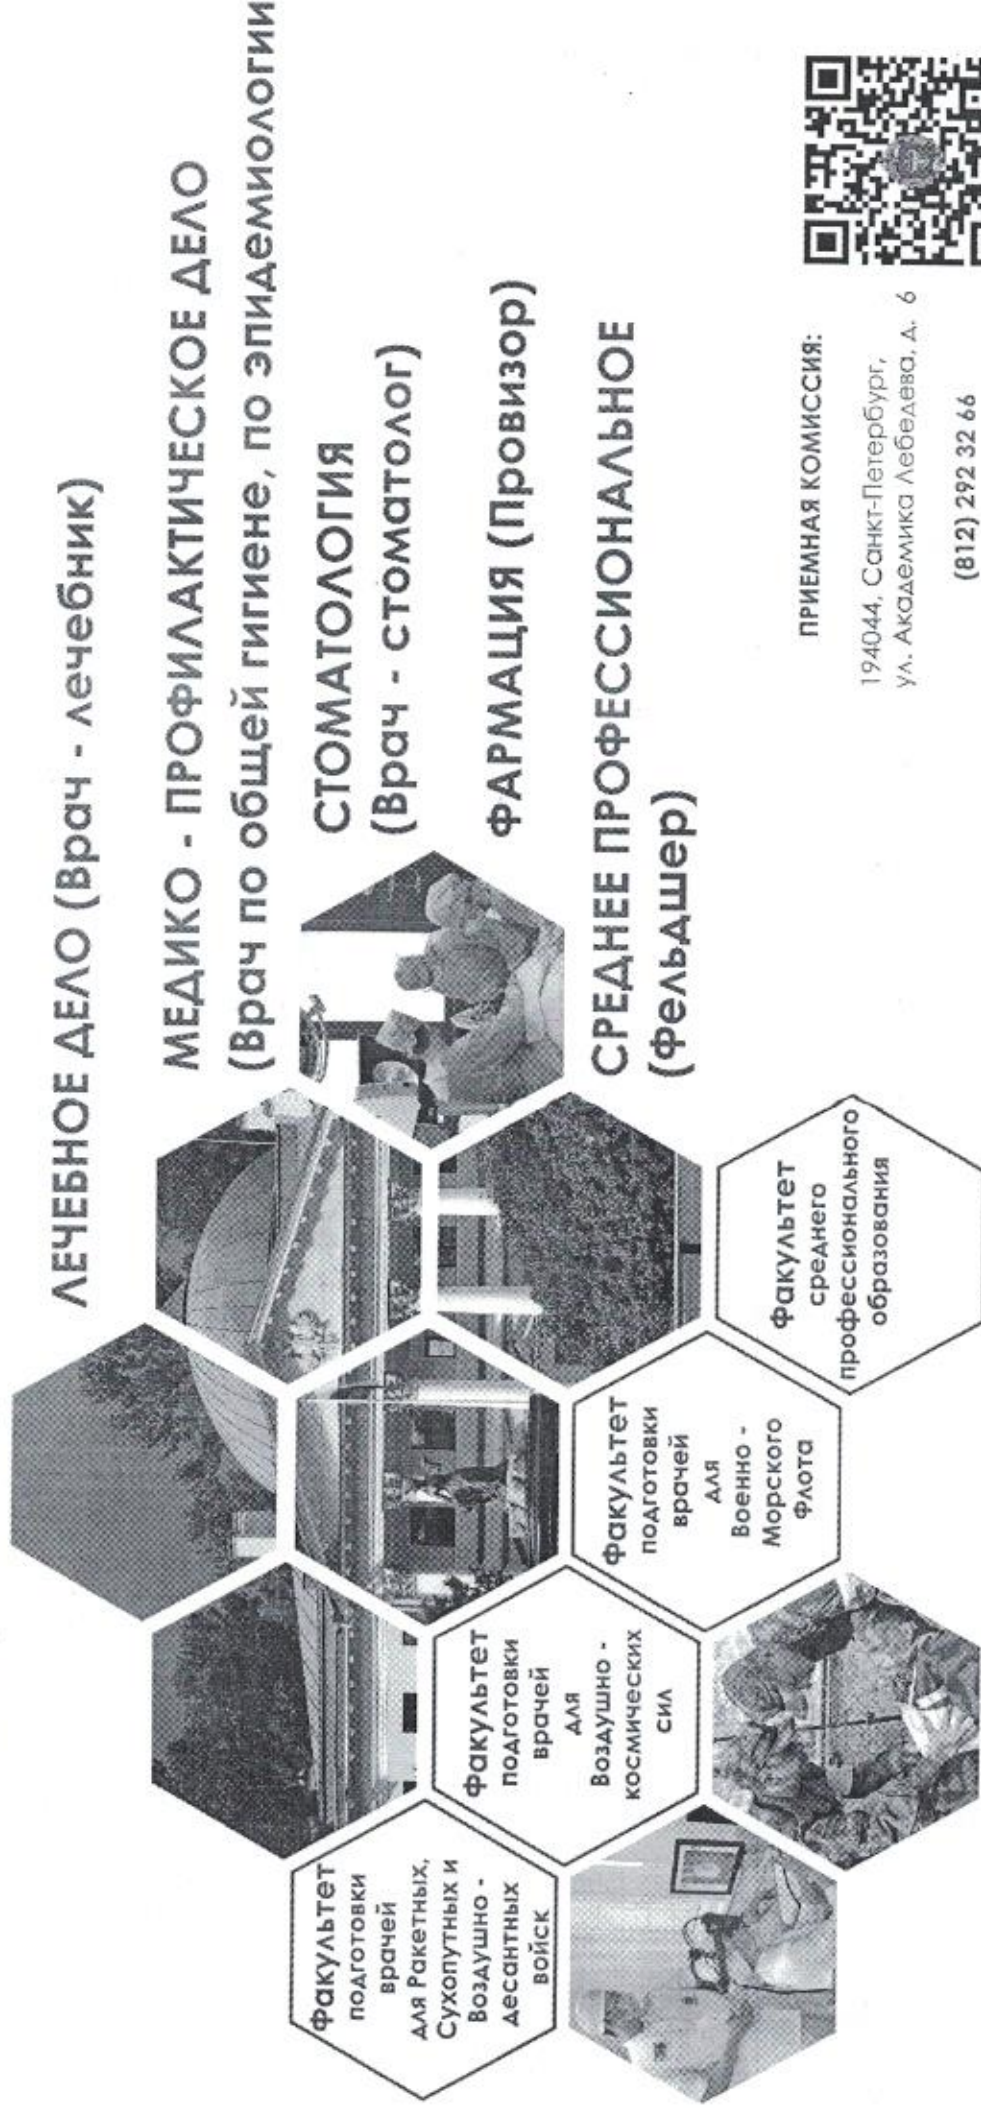 ЛЕЧЕБНОЕ ДЕЛО (Врач - лечебник)
МЕДИКО - ПРОФИЛАКТИЧЕСКОЕ ДЕЛО
(Врач по общей гигиене, по эпидемиологии
СТОМАТОЛОГИЯ
(Врач - стоматолог)
ФАРМАЦИЯ (Провизор)
СРЕДНЕЕ ПРОФЕССИОНАЛЬНОЕ
(Фельдшер)
Факультет
подготовки
врачей
для Ракетных,
Сухопутных и
Воздушно -
десантных
войск
Факультет
подготовки
врачей
для
Воздушно -
космических
сил
Факультет
подготовки
врачей
для
Военно -
Морского
Флота
Факультет
среднего
профессионального
образования
ПРИЕМНАЯ КОМИССИЯ:
194044, Санкт-Петербург,
ул. Академика Лебедева, д. 6
(812) 292 32 66